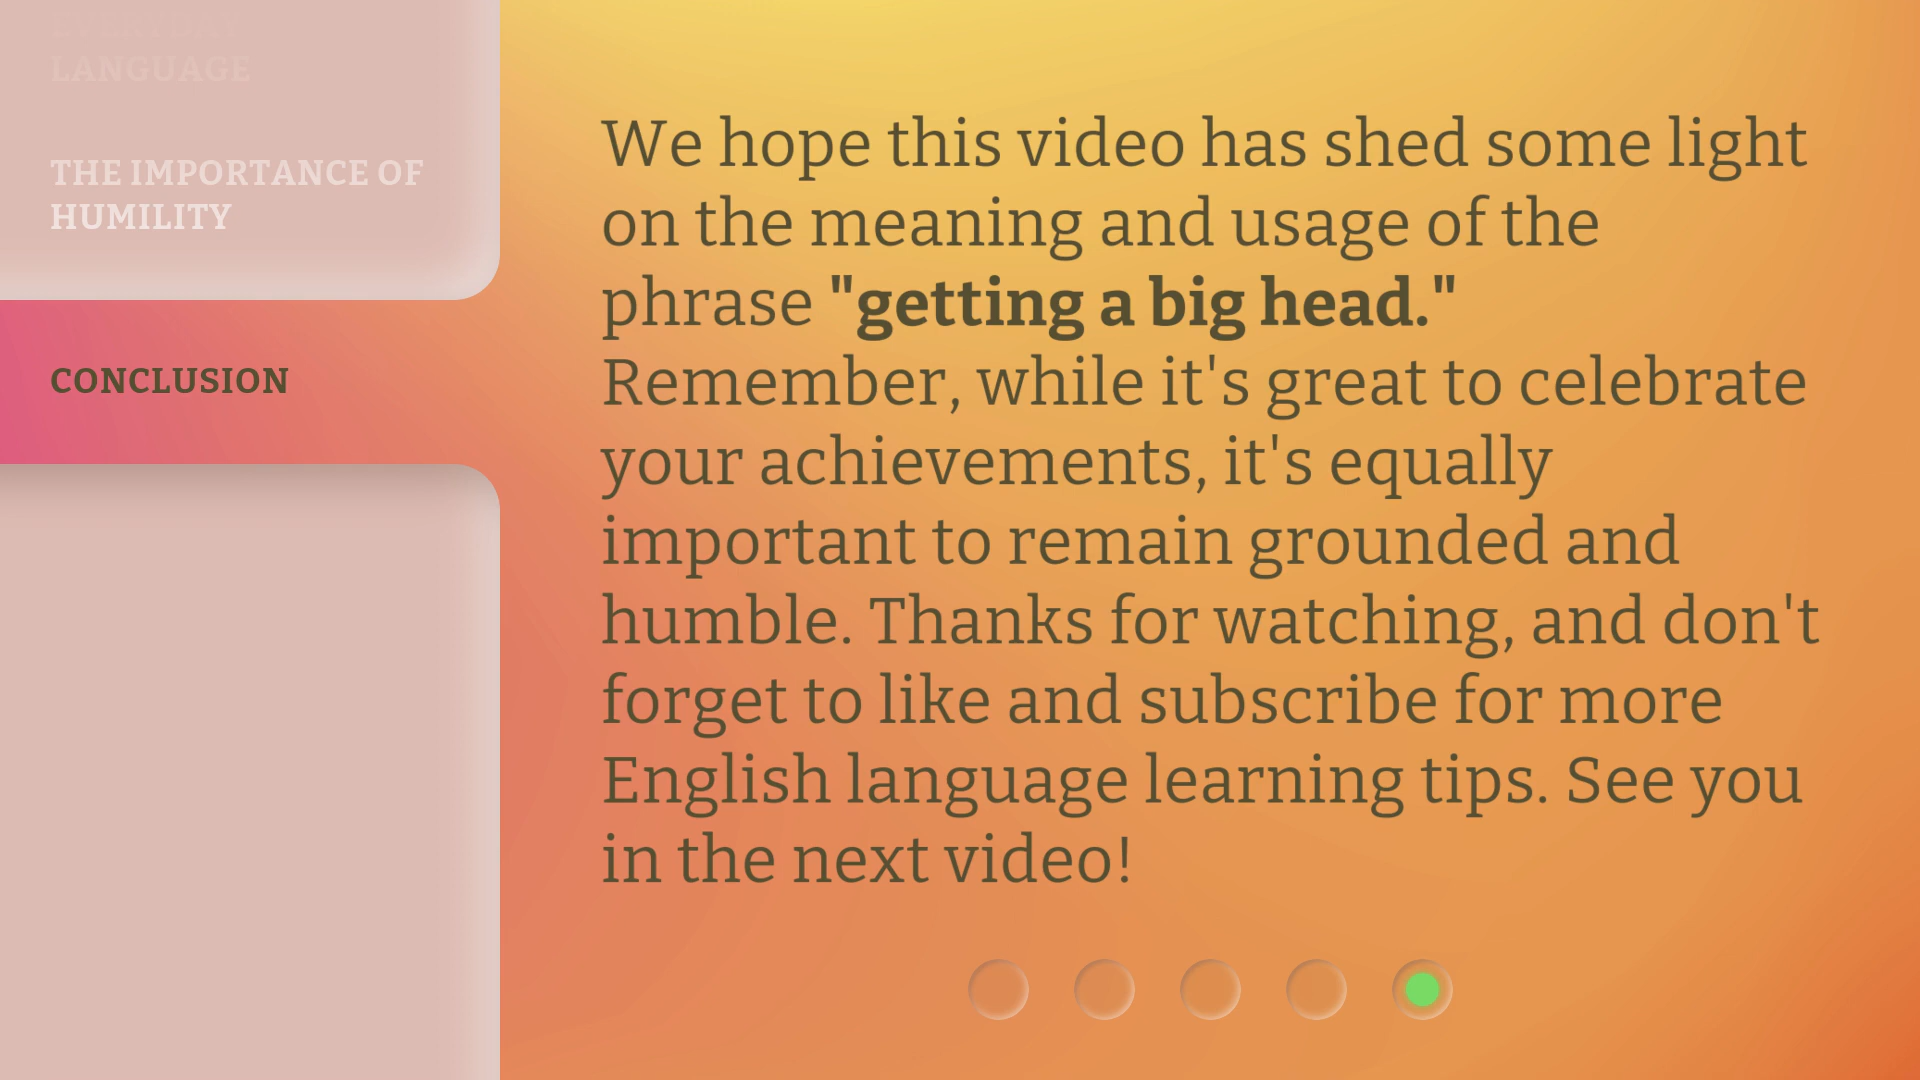 EVERYDAY
LANGUAGE
THE IMPORTANCE OF
HUMILITY
CONCLUSION
We hope this video has shed some light
on the meaning and usage of the
phrase "getting a big head."
Remember, while it's great to celebrate
your achievements, it's equally
important to remain grounded and
humble. Thanks for watching, and don't
forget to like and subscribe for more
English language learning tips. See you
in the next video!